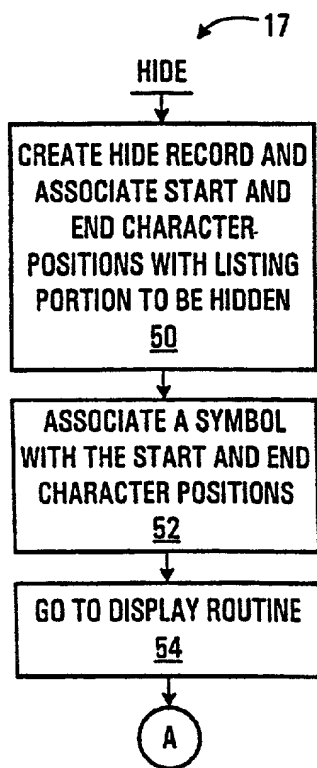 17
HIDE
CREATE HIDE RECORD AND
ASSOCIATE START AND
END CHARACTER-
POSITIONS WITH LISTING
PORTION TO BE HIDDEN
50
ASSOCIATE A SYMBOL
WITH THE START AND END
CHARACTER POSITIONS
52
GO TO DISPLAY ROUTINE
54
A